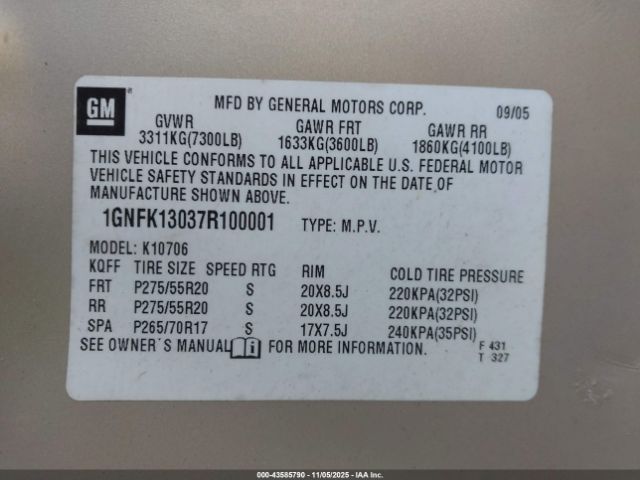 GM
MFD BY GENERAL MOTORS CORP. 09/05
GVWR GAWR FRT GAWR RR
3311KG(7300LB) 1633KG(3600LB) 1860KG(4100LB)
THIS VEHICLE CONFORMS TO ALL APPLICABLE U.S. FEDERAL MOTOR
VEHICLE SAFETY STANDARDS IN EFFECT ON THE DATE OF
MANUFACTURE SHOWN ABOVE.
1GNFK13037R100001 TYPE: M.P.V.
MODEL: K10706
KQFF TIRE SIZE SPEED RTG RIM COLD TIRE PRESSURE
FRT P275/55R20 S 20X8.5J 220KPA(32PSI)
RR P275/55R20 S 20X8.5J 220KPA(32PSI)
SPA P265/70R17 S 17X7.5J 240KPA(35PSI)
SEE OWNER'S MANUAL i FOR MORE INFORMATION. F 431
T 327
000-43585790 - 11/05/2025 - IAA, Inc.